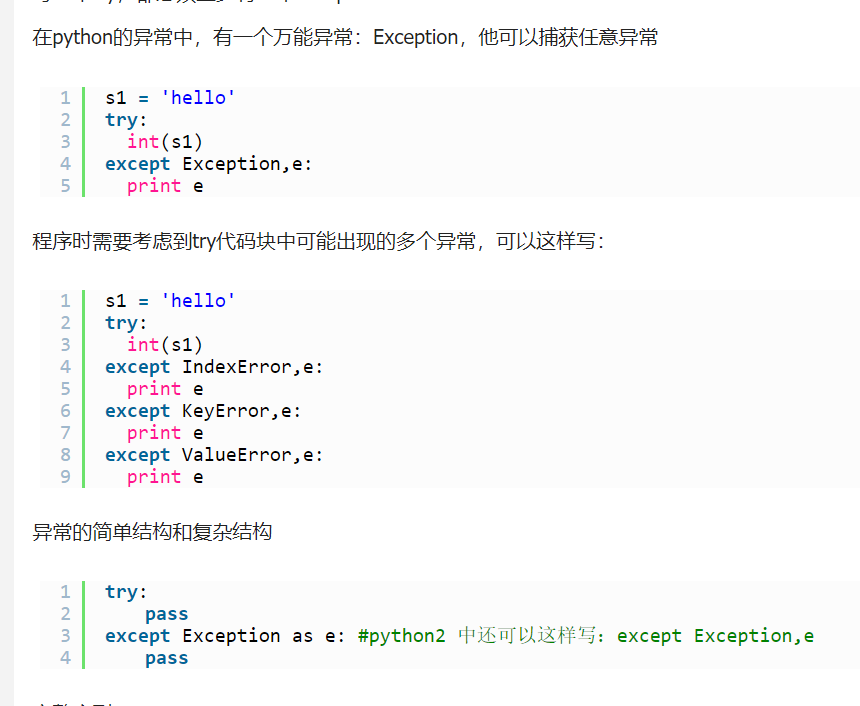 在python的异常中，有一个万能异常：Exception，他可以捕获任意异常
1 s1 = 'hello'
2 try:
3   int(s1)
4 except Exception,e:
5   print e
程序时需要考虑到try代码块中可能出现的多个异常，可以这样写：
1 s1 = 'hello'
2 try:
3   int(s1)
4 except IndexError,e:
5   print e
6 except KeyError,e:
7   print e
8 except ValueError,e:
9   print e
异常的简单结构和复杂结构
1 try:
2     pass
3 except Exception as e: #python2 中还可以这样写：except Exception,e
4     pass